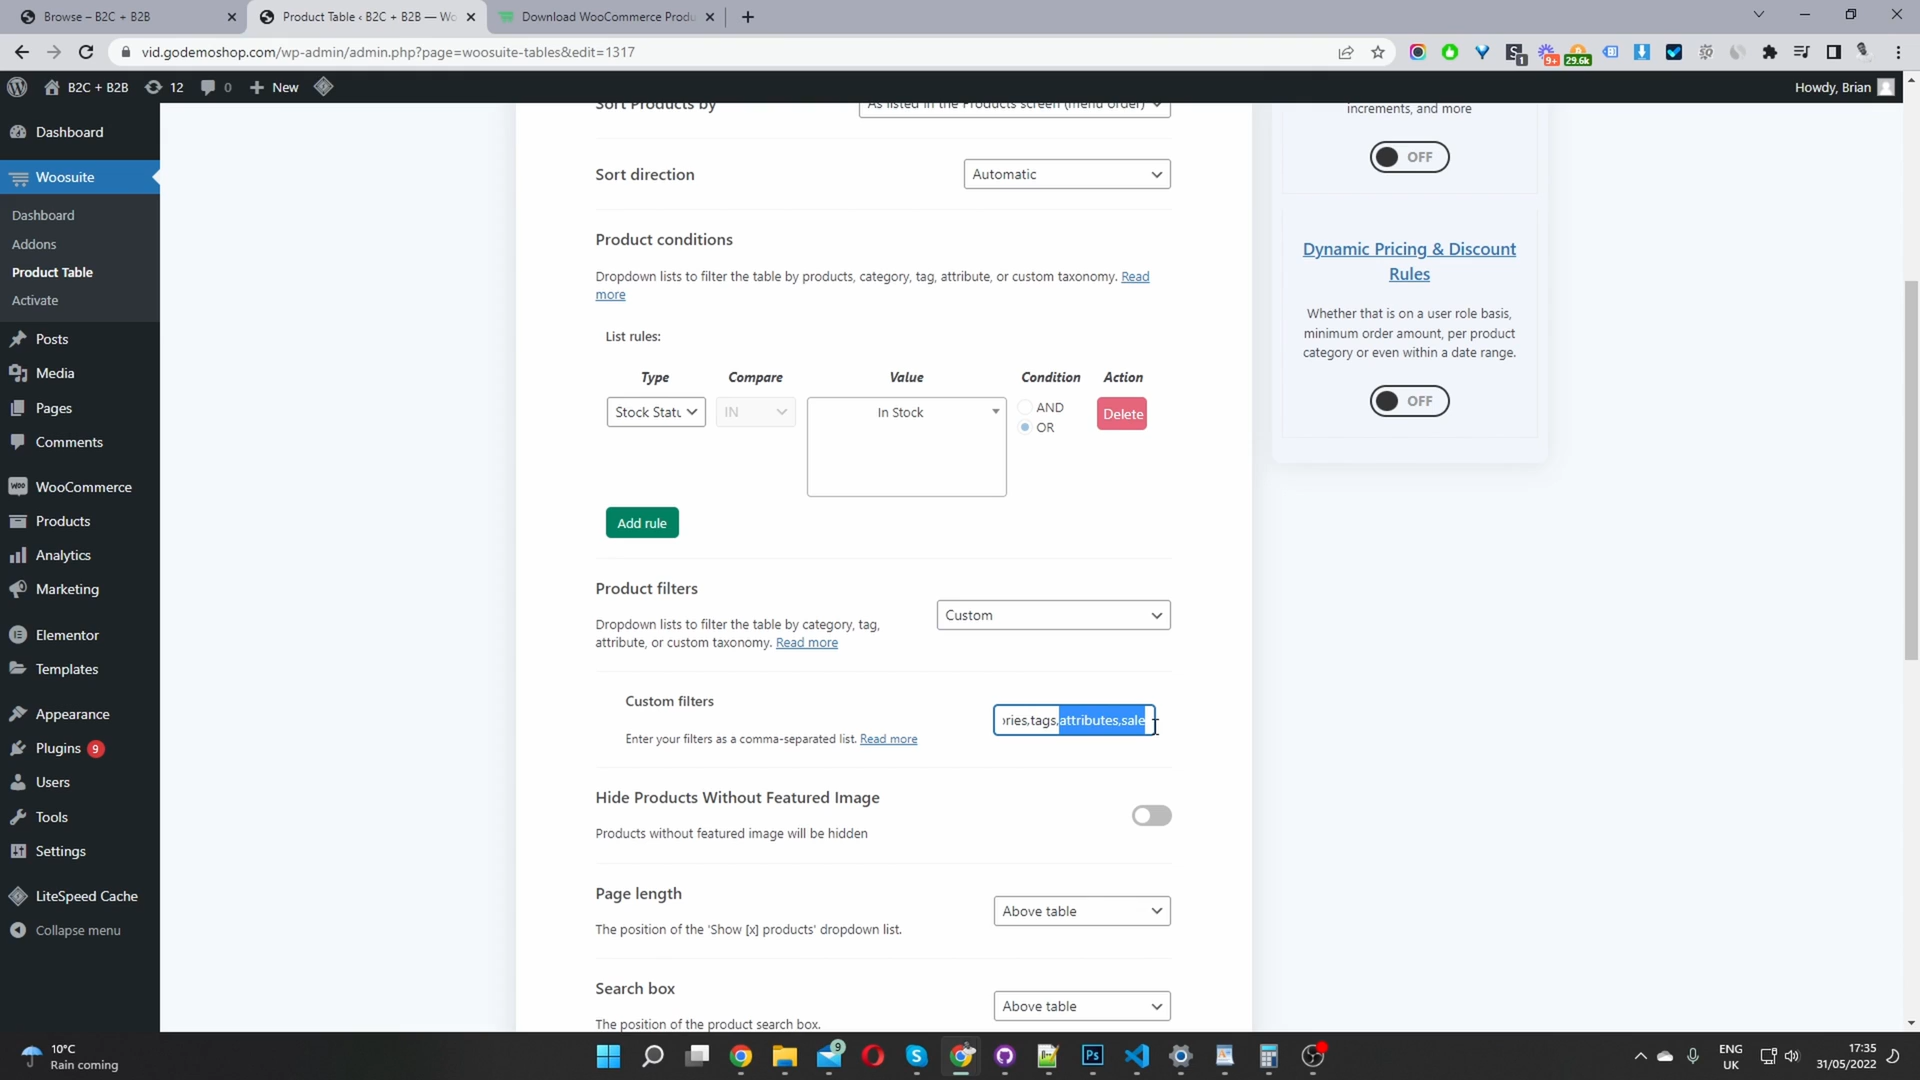 Browse – B2C + B2B
Product Table ‹ B2C + B2B — Wo
Download WooCommerce Produ
vid.godemoshop.com/wp-admin/admin.php?page=woosuite-tables&edit=1317
1
9+
29.6k
B2C + B2B
12
0
New
Howdy, Brian
Dashboard
Woosuite
Dashboard
Addons
Product Table
Activate
Posts
Media
Pages
Comments
WooCommerce
Products
Analytics
Marketing
Elementor
Templates
Appearance
Plugins 9
Users
Tools
Settings
LiteSpeed Cache
Collapse menu
Sort Products by
As listed in the Products screen (menu order)
Sort direction
Automatic
Product conditions
Dropdown lists to filter the table by products, category, tag, attribute, or custom taxonomy. Read
more
List rules:
Type Compare Value Condition Action
Stock Statu
IN
In Stock
AND
OR
Delete
Add rule
Product filters
Dropdown lists to filter the table by category, tag,
attribute, or custom taxonomy. Read more
Custom
Custom filters
Enter your filters as a comma-separated list. Read more
ories,tags,attributes,sale
Hide Products Without Featured Image
Products without featured image will be hidden
Page length
The position of the 'Show [x] products' dropdown list.
Above table
Search box
The position of the product search box.
Above table
increments, and more
OFF
Dynamic Pricing & Discount
Rules
Whether that is on a user role basis,
minimum order amount, per product
category or even within a date range.
OFF
10°C
Rain coming
9
Ps
ENG
UK
17:35
31/05/2022